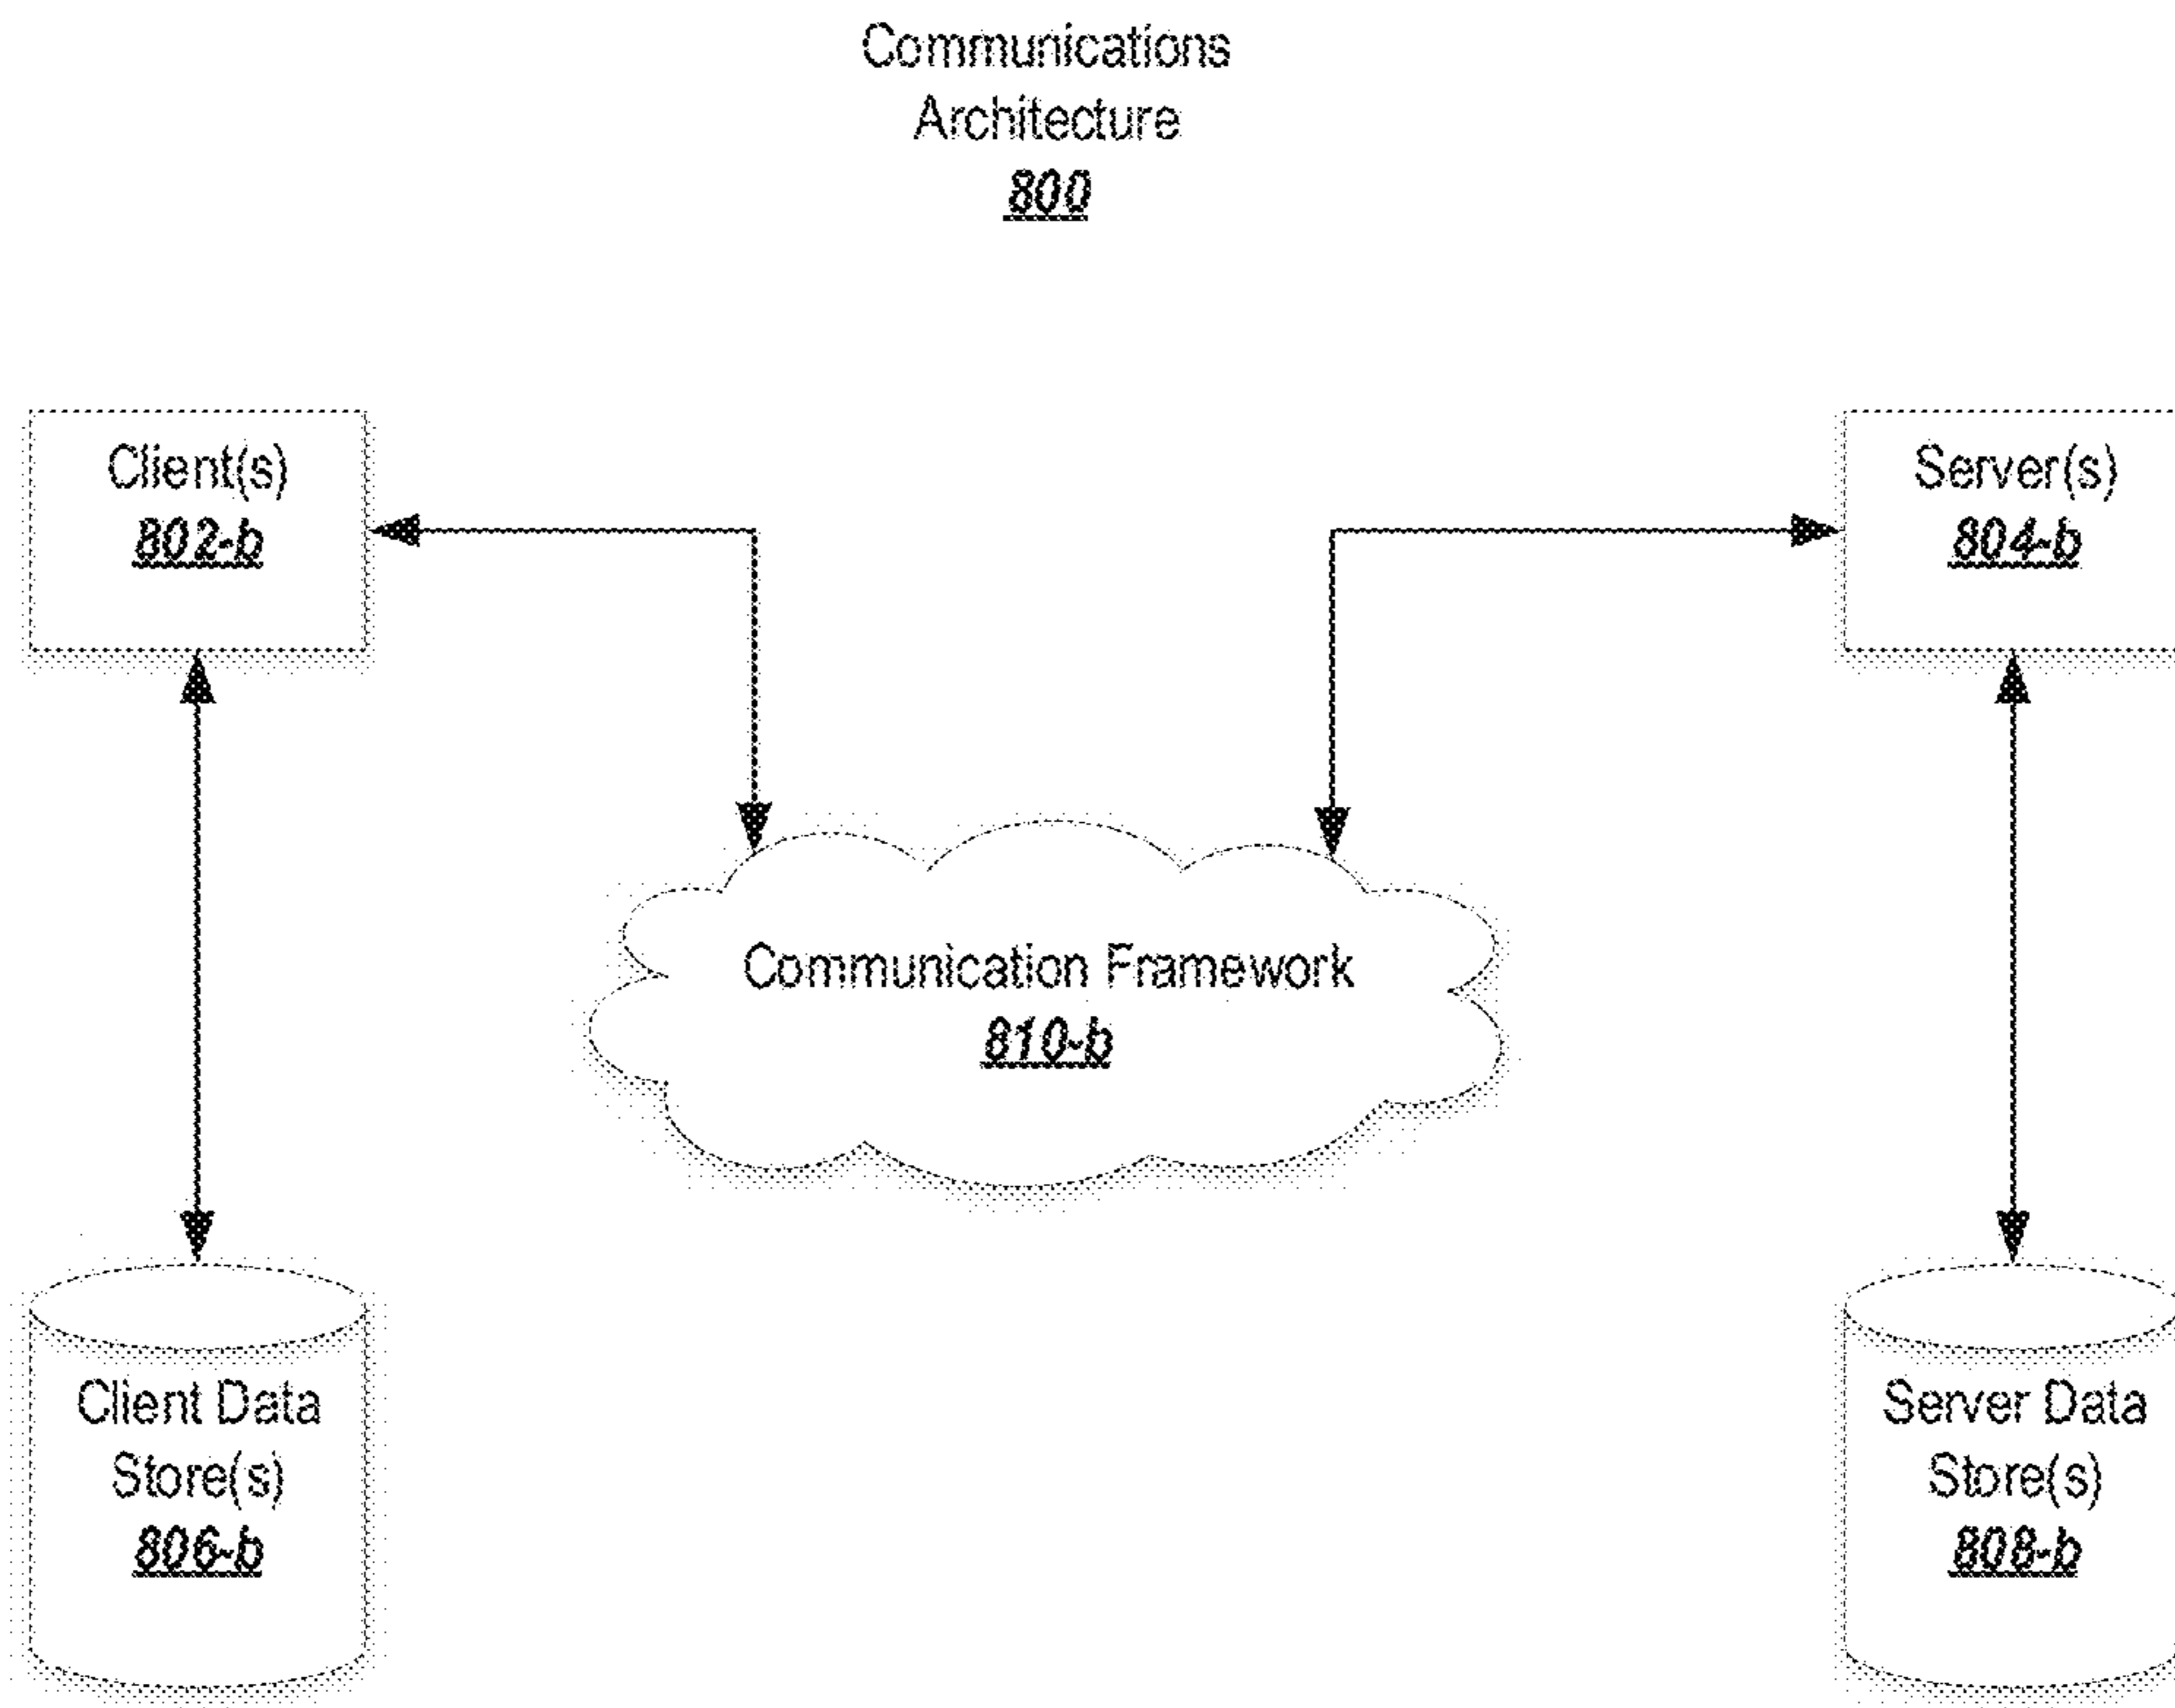 Communications
Architecture
800
Client(s)
802-b
Server(s)
804-b
Communication Framework
810-b
Client Data
Store(s)
806-b
Server Data
Store(s)
808-b